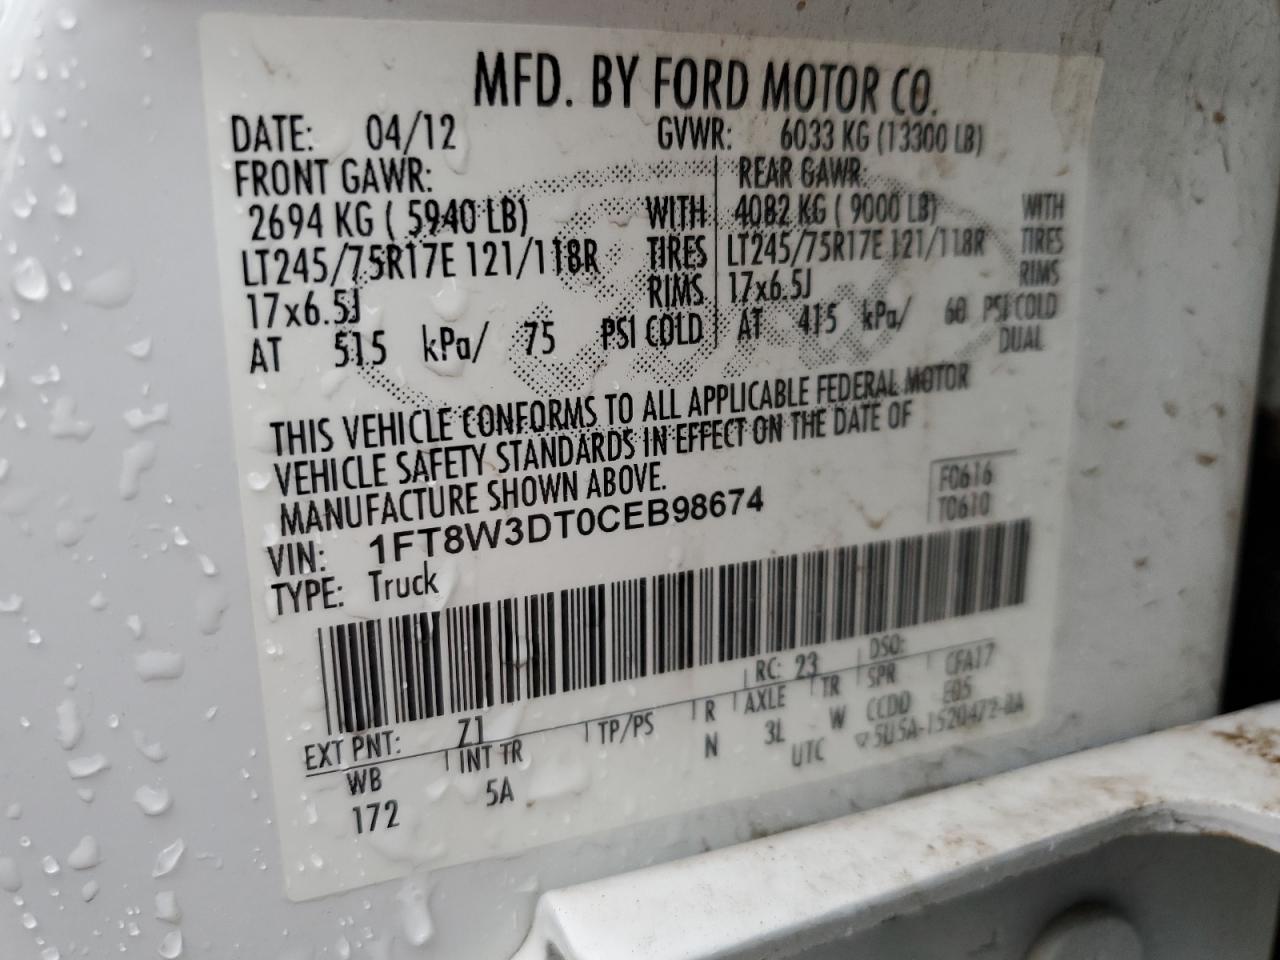 MFD. BY FORD MOTOR CO.
DATE: 04/12 GVWR: 6033 KG (13300 LB)
FRONT GAWR: REAR GAWR:
2694 KG ( 5940 LB) WITH 4082 KG ( 9000 LB) WITH
LT245/75R17E 121/118R TIRES LT245/75R17E 121/118R TIRES
17x6.5J RIMS 17x6.5J RIMS
AT 515 kPa/ 75 PSI COLD AT 415 kPa/ 60 PSI COLD
DUAL
THIS VEHICLE CONFORMS TO ALL APPLICABLE FEDERAL MOTOR
VEHICLE SAFETY STANDARDS IN EFFECT ON THE DATE OF
MANUFACTURE SHOWN ABOVE.
F0616
VIN: 1FT8W3DT0CEB98674 T0610
TYPE: Truck
EXT PNT: Z1 RC: 23 DSO:
WB INT TR TP/PS R AXLE TR SPR CFA17
172 5A N 3L W CCDD E05
UTC ▽5U5A-1520472-AA